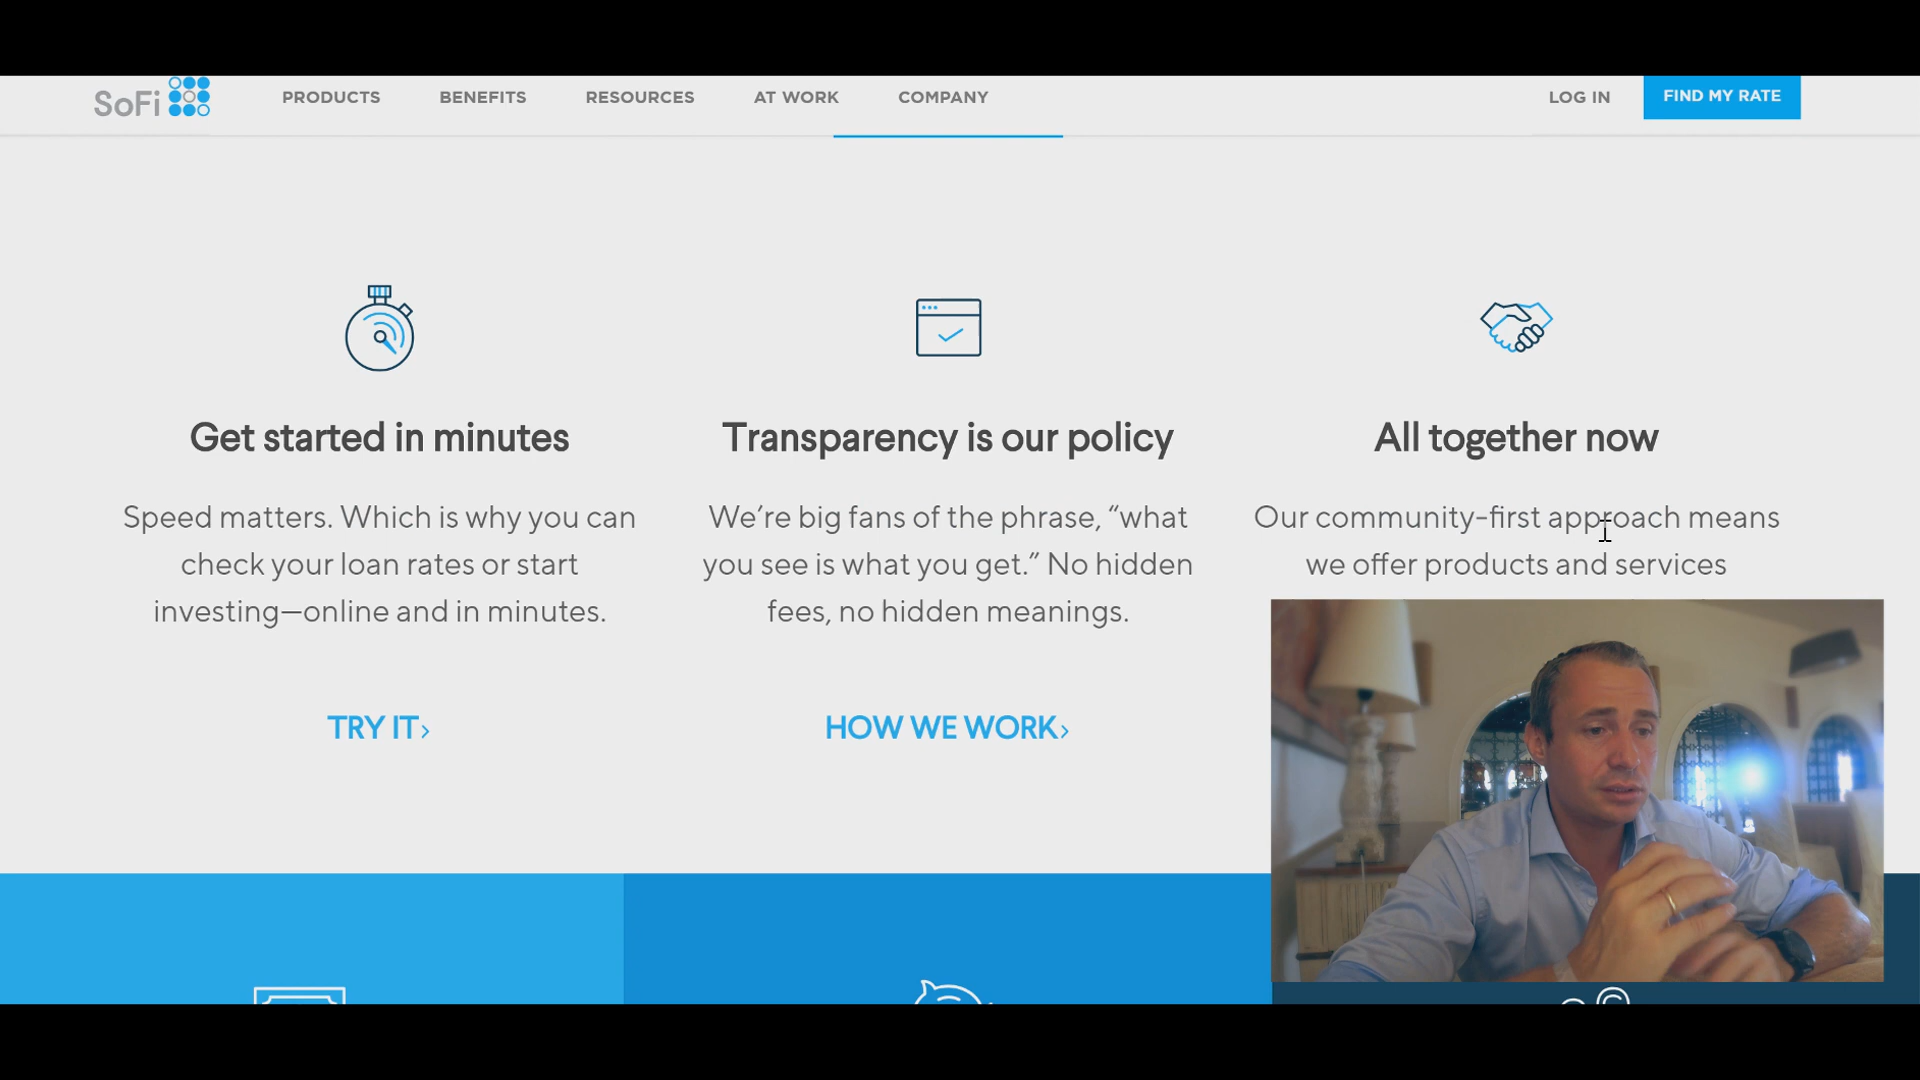 SoFi
PRODUCTS
BENEFITS
RESOURCES
AT WORK
COMPANY
LOG IN
FIND MY RATE
Get started in minutes
Speed matters. Which is why you can
check your loan rates or start
investing—online and in minutes.
TRY IT›
Transparency is our policy
We’re big fans of the phrase, “what
you see is what you get.” No hidden
fees, no hidden meanings.
HOW WE WORK›
All together now
Our community-first approach means
we offer products and services